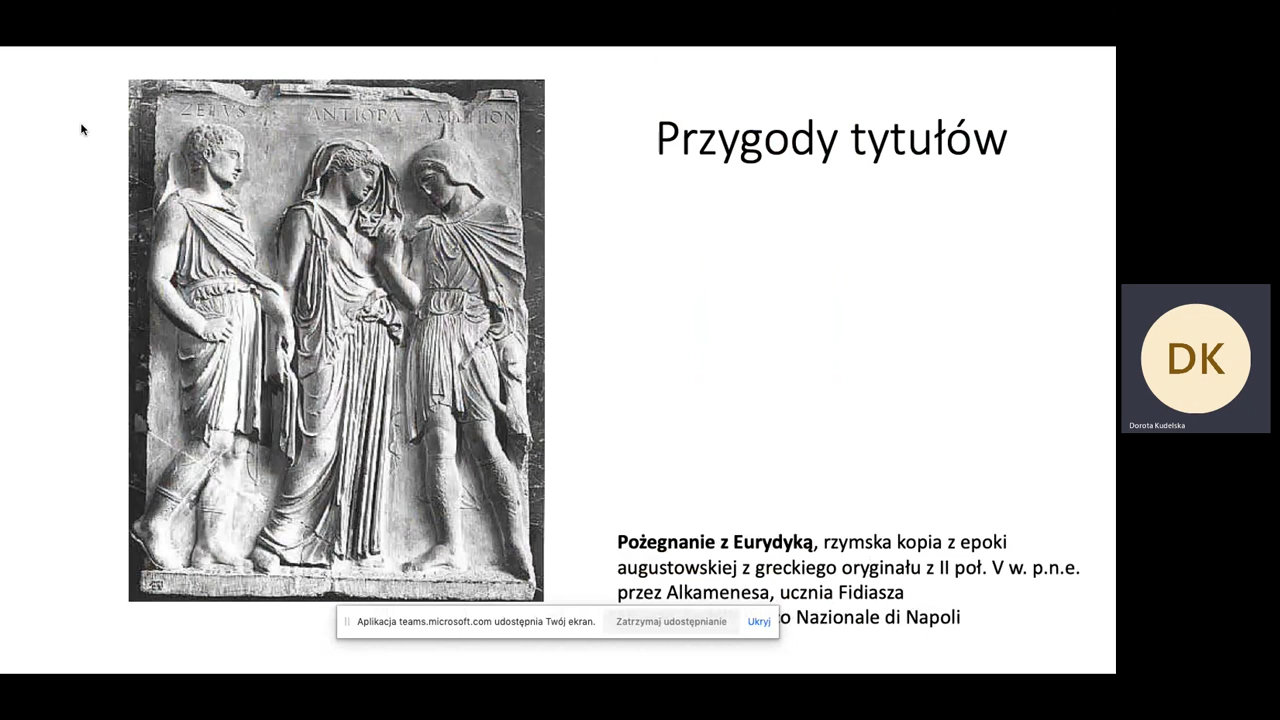 ZETVS ANTIOPA AMPHION
Przygody tytułów
DK
Dorota Kudelska
Pożegnanie z Eurydyką, rzymska kopia z epoki
augustowskiej z greckiego oryginału z II poł. V w. p.n.e.
przez Alkamenesa, ucznia Fidiasza
Nazionale di Napoli
Aplikacja teams.microsoft.com udostępnia Twój ekran. Zatrzymaj udostępnianie Ukryj